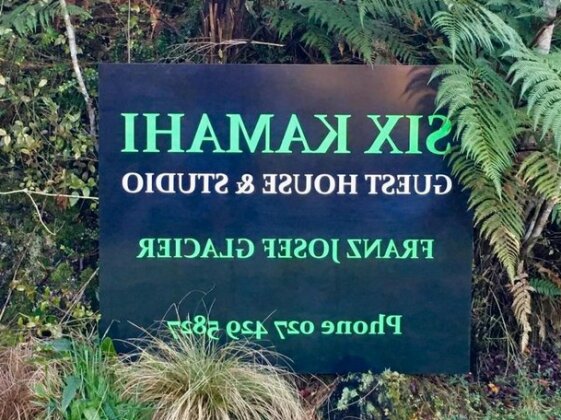 SIX KAMAHI
GUEST HOUSE & STUDIO
FRANZ JOSEF GLACIER
Phone 027 429 5827